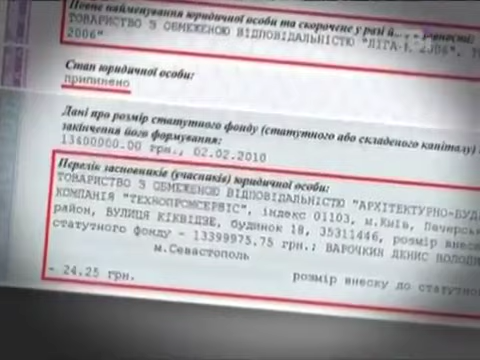 Повне найменування юридичної особи та скорочене у разі й
ТОВАРИСТВО З ОБМЕЖЕНОЮ ВІДПОВІДАЛЬНІСТЮ "ЛІГА-
2006"
Стан юридичної особи:
припинено
Дані про розмір статутного фонду (статутного або складеного капіталу)
закінчення його формування:
13400000.00 грн., 02.02.2010
Перелік засновників (учасників) юридичної особи:
ТОВАРИСТВО З ОБМЕЖЕНОЮ ВІДПОВІДАЛЬНІСТЮ "АРХІТЕКТУРНО-БУД
КОМПАНІЯ "ТЕХНОПРОМСЕРВІС", індекс 01103, м.Київ, Печерсь
район, ВУЛИЦЯ КІКВІДЗЕ, будинок 18, 35311446, розмір внес
статутного фонду - 13399975.75 грн.; ВАРОЧКИН ДЕНИС ВОЛОДИ
м.Севастополь
розмір внеску до статутно
- 24.25 грн.